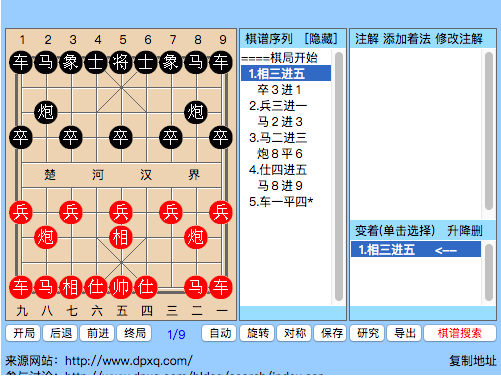 1 2 3 4 5 6 7 8 9
车 马 象 士 将 士 象 马 车
炮 炮
卒 卒 卒 卒 卒
楚 河 汉 界
兵 兵 兵 兵 兵
炮 相 炮
车 马 相 仕 帅 仕 马 车
九 八 七 六 五 四 三 二 一
棋谱序列 [隐藏]
====棋局开始
1.相三进五
卒3进1
2.兵三进一
马2进3
3.马二进三
炮8平6
4.仕四进五
马8进9
5.车一平四*
注解 添加着法 修改注解
变着(单击选择) 升降删
1.相三进五 <--
开局 后退 前进 终局 1/9 自动 旋转 对称 保存 研究 导出 棋谱搜索
来源网站: http://www.dpxq.com/ 复制地址